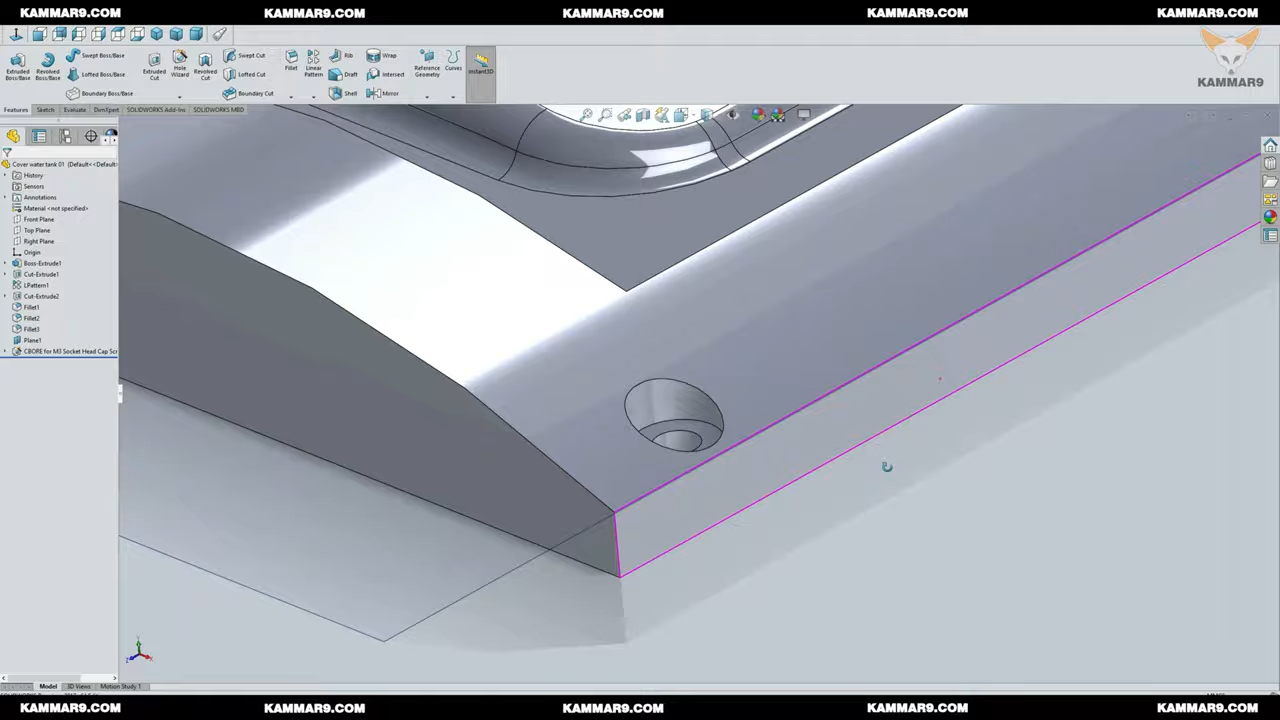 KAMMAR9.COM KAMMAR9.COM KAMMAR9.COM KAMMAR9.COM KAMMAR9.COM
KAMMAR9
Extruded Boss/Base
Revolved Boss/Base
Swept Boss/Base
Lofted Boss/Base
Boundary Boss/Base
Extruded Cut
Hole Wizard
Revolved Cut
Swept Cut
Lofted Cut
Boundary Cut
Fillet
Linear Pattern
Rib
Draft
Shell
Wrap
Intersect
Mirror
Reference Geometry
Curves
Instant3D
Features Sketch Evaluate DimXpert SOLIDWORKS Add-Ins SOLIDWORKS MBD
Cover water tank 01 (Default<<Default
History
Sensors
Annotations
Material <not specified>
Front Plane
Top Plane
Right Plane
Origin
Boss-Extrude1
Cut-Extrude1
LPattern1
Cut-Extrude2
Fillet1
Fillet2
Fillet3
Plane1
CBORE for M3 Socket Head Cap Scr
Model 3D Views Motion Study 1
KAMMAR9.COM KAMMAR9.COM KAMMAR9.COM KAMMAR9.COM KAMMAR9.COM